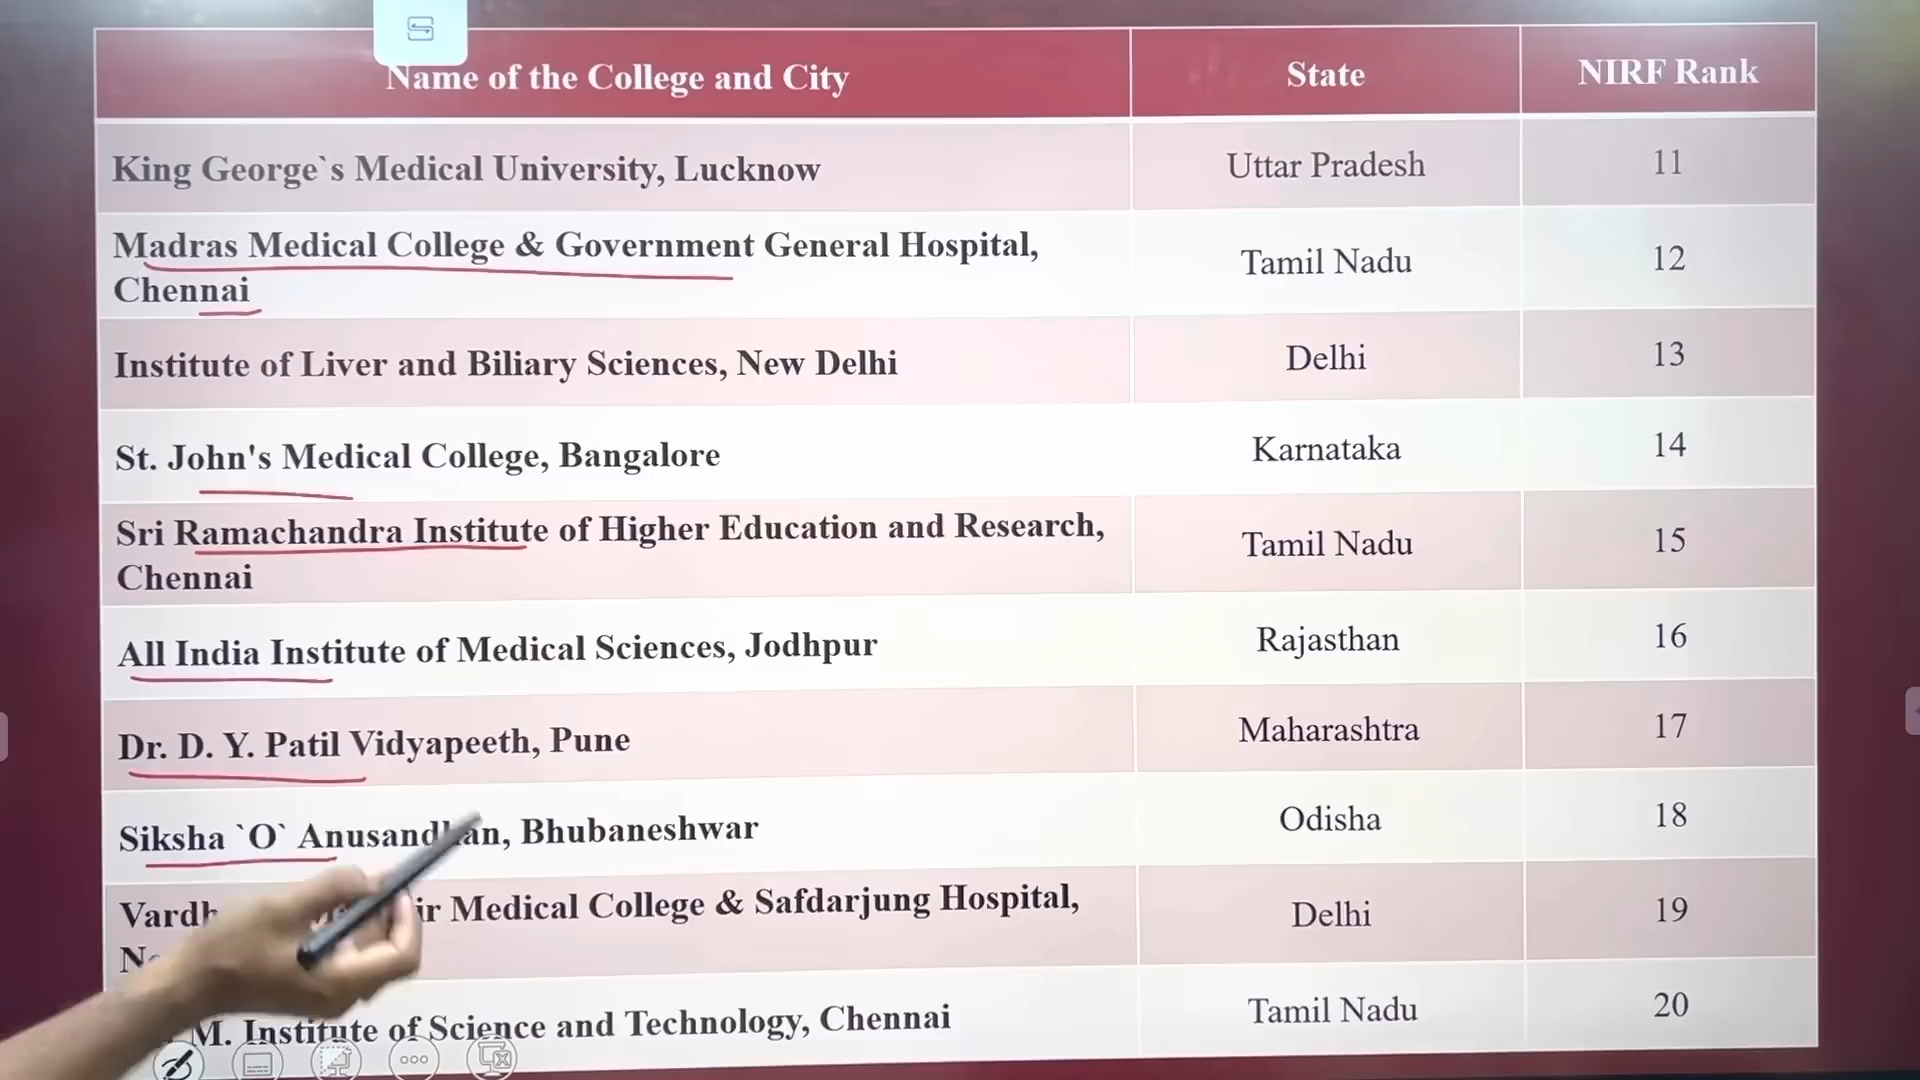 Name of the College and City State NIRF Rank
King George`s Medical University, Lucknow Uttar Pradesh 11
Madras Medical College & Government General Hospital,
Chennai Tamil Nadu 12
Institute of Liver and Biliary Sciences, New Delhi Delhi 13
St. John's Medical College, Bangalore Karnataka 14
Sri Ramachandra Institute of Higher Education and Research,
Chennai Tamil Nadu 15
All India Institute of Medical Sciences, Jodhpur Rajasthan 16
Dr. D. Y. Patil Vidyapeeth, Pune Maharashtra 17
Siksha `O` Anusandhan, Bhubaneshwar Odisha 18
Medical College & Safdarjung Hospital,
Delhi 19
M. Institute of Science and Technology, Chennai Tamil Nadu 20